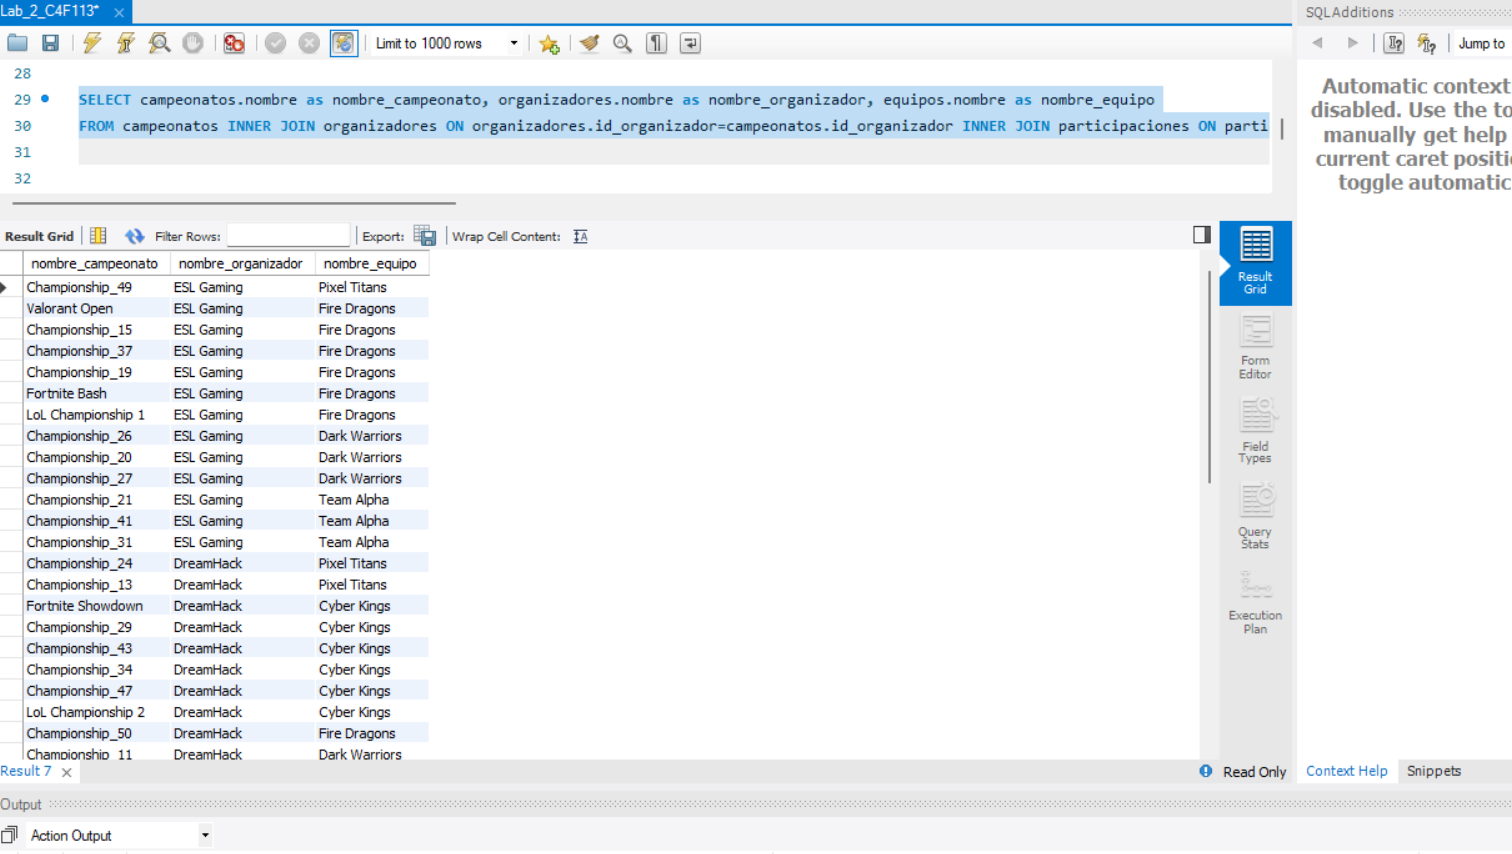 Lab_2_C4F113*
SQLAdditions
Limit to 1000 rows
Jump to
28
29 SELECT campeonatos.nombre as nombre_campeonato, organizadores.nombre as nombre_organizador, equipos.nombre as nombre_equipo
30 FROM campeonatos INNER JOIN organizadores ON organizadores.id_organizador=campeonatos.id_organizador INNER JOIN participaciones ON parti
31
32
Automatic context
disabled. Use the to
manually get help
current caret positi
toggle automatic
Result Grid Filter Rows: Export: Wrap Cell Content:
nombre_campeonato nombre_organizador nombre_equipo
Championship_49 ESL Gaming Pixel Titans
Valorant Open ESL Gaming Fire Dragons
Championship_15 ESL Gaming Fire Dragons
Championship_37 ESL Gaming Fire Dragons
Championship_19 ESL Gaming Fire Dragons
Fortnite Bash ESL Gaming Fire Dragons
LoL Championship 1 ESL Gaming Fire Dragons
Championship_26 ESL Gaming Dark Warriors
Championship_20 ESL Gaming Dark Warriors
Championship_27 ESL Gaming Dark Warriors
Championship_21 ESL Gaming Team Alpha
Championship_41 ESL Gaming Team Alpha
Championship_31 ESL Gaming Team Alpha
Championship_24 DreamHack Pixel Titans
Championship_13 DreamHack Pixel Titans
Fortnite Showdown DreamHack Cyber Kings
Championship_29 DreamHack Cyber Kings
Championship_43 DreamHack Cyber Kings
Championship_34 DreamHack Cyber Kings
Championship_47 DreamHack Cyber Kings
LoL Championship 2 DreamHack Cyber Kings
Championship_50 DreamHack Fire Dragons
Championship_11 DreamHack Dark Warriors
Result
Grid
Form
Editor
Field
Types
Query
Stats
Execution
Plan
Result 7
Read Only
Context Help Snippets
Output
Action Output